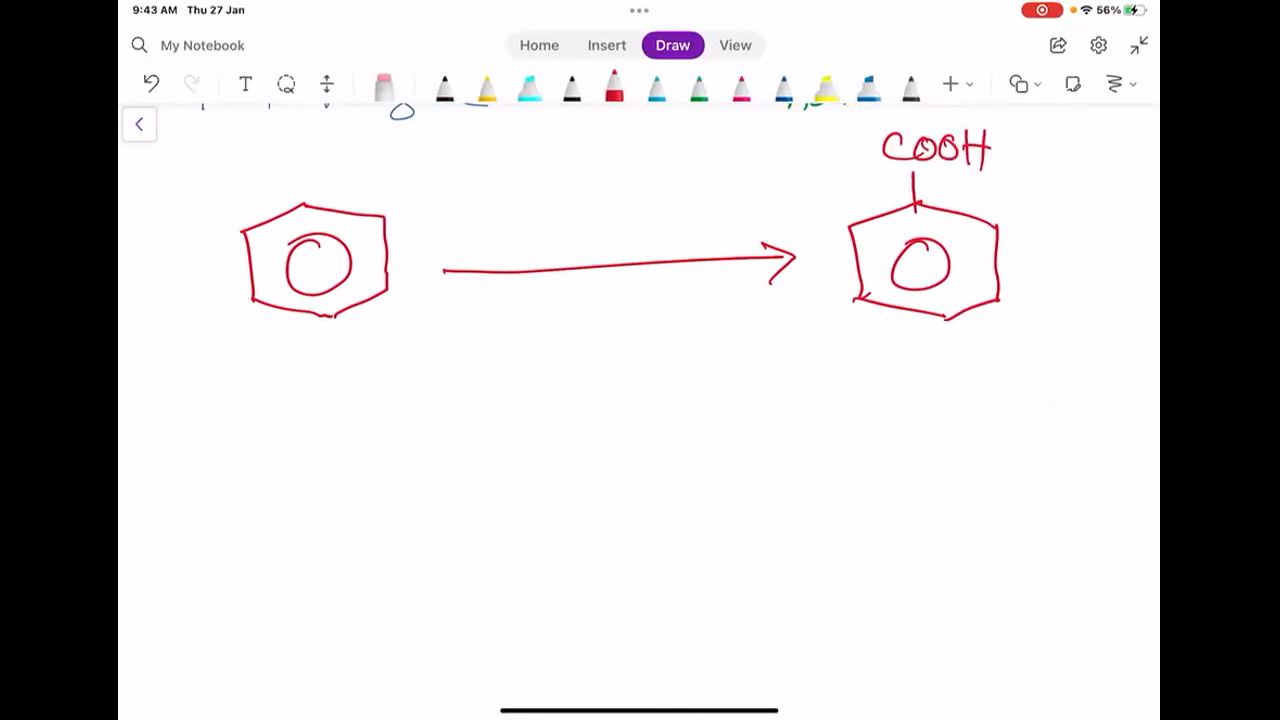 9:43 AM Thu 27 Jan
56%
My Notebook
Home Insert Draw View
T
COOH